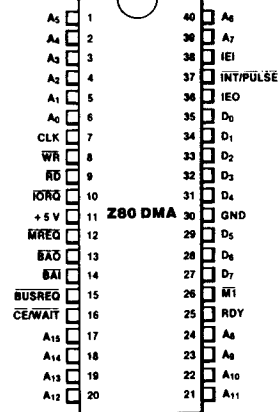 A5 1 40 A6
A4 2 39 A7
A3 3 38 IEI
A2 4 37 INT/PULSE
A1 5 36 IEO
A0 6 35 D0
CLK 7 34 D1
WR 8 33 D2
RD 9 32 D3
IORQ 10 31 D4
+5 V 11 Z80 DMA 30 GND
MREQ 12 29 D5
BAO 13 28 D6
BAI 14 27 D7
BUSREQ 15 26 M1
CE/WAIT 16 25 RDY
A15 17 24 A8
A14 18 23 A9
A13 19 22 A10
A12 20 21 A11